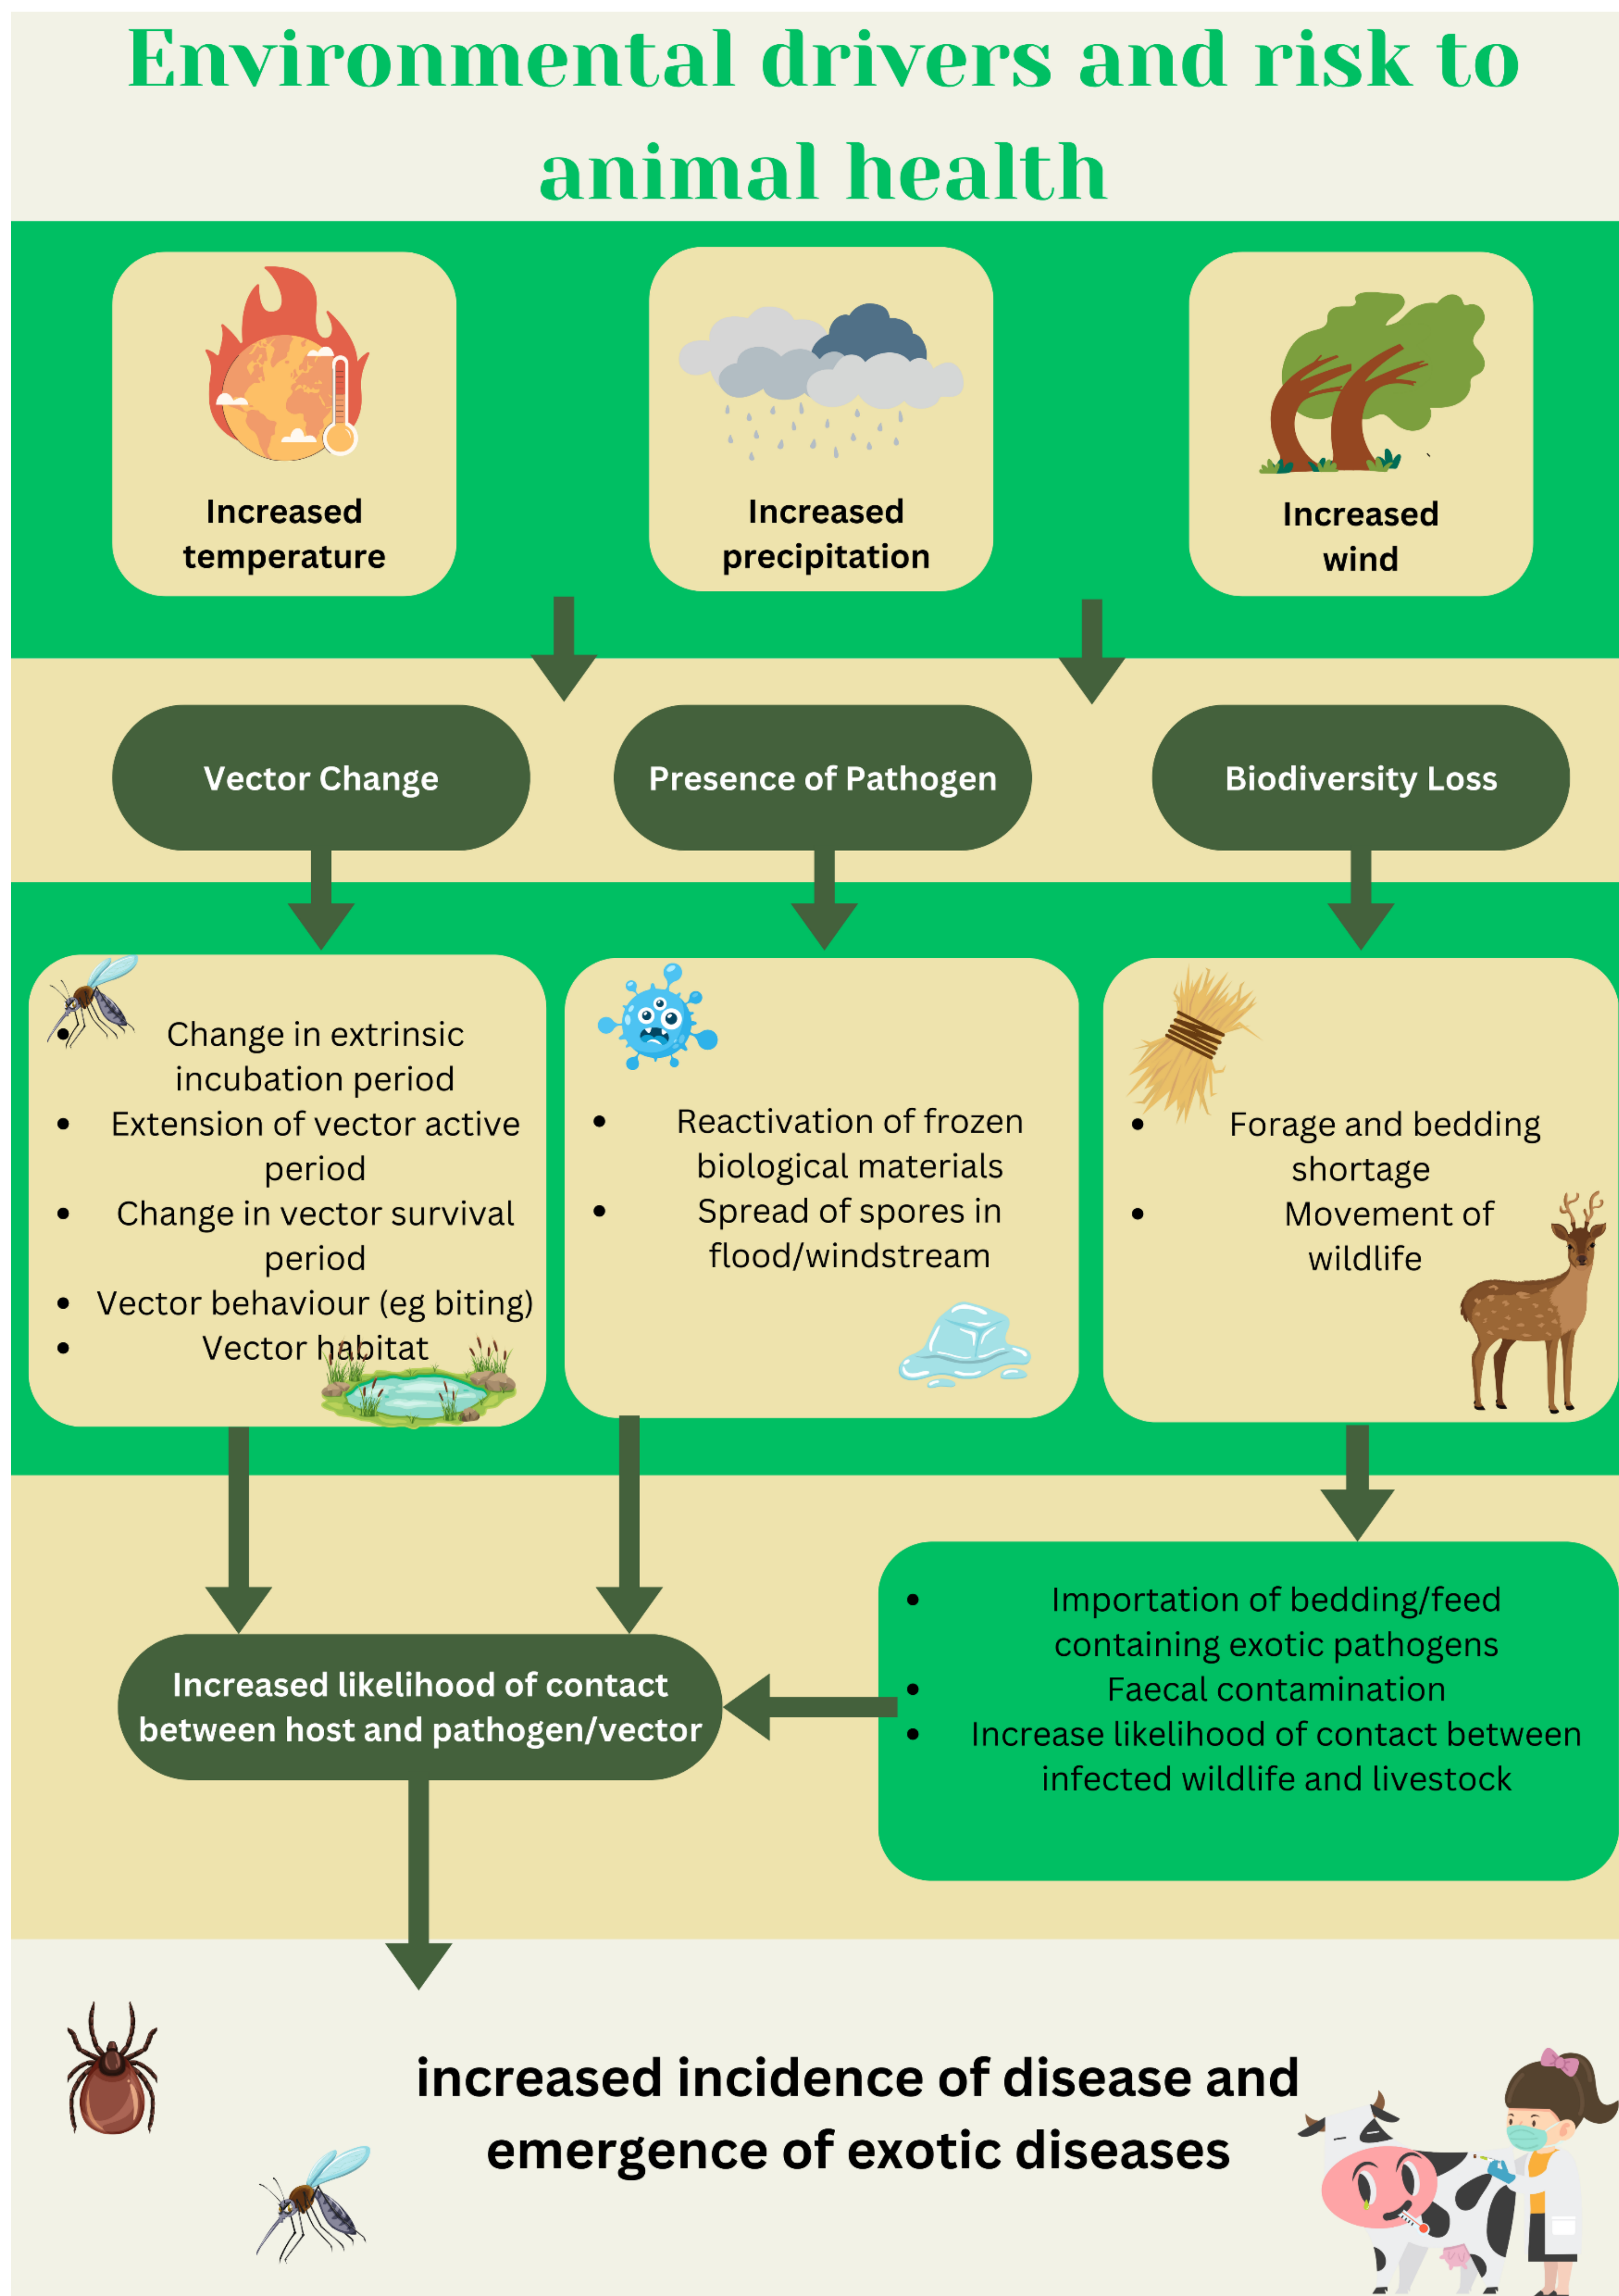 Environmental drivers and risk to
animal health
Increased
temperature
Increased
precipitation
Increased
wind
Vector Change
Presence of Pathogen
Biodiversity Loss
• Change in extrinsic
incubation period
• Extension of vector active
period
• Change in vector survival
period
• Vector behaviour (eg biting)
• Vector habitat
• Reactivation of frozen
biological materials
• Spread of spores in
flood/windstream
• Forage and bedding
shortage
• Movement of
wildlife
• Importation of bedding/feed
containing exotic pathogens
• Faecal contamination
• Increase likelihood of contact between
infected wildlife and livestock
Increased likelihood of contact
between host and pathogen/vector
increased incidence of disease and
emergence of exotic diseases